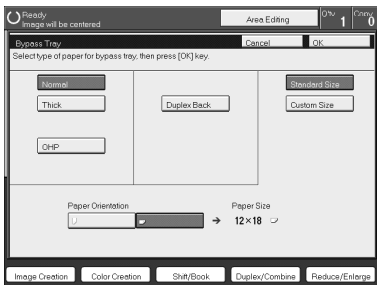 Ready
Image will be centered
Area Editing
Q'ty 1
Copy 0
Bypass Tray
Cancel
OK
Select type of paper for bypass tray, then press [OK] key.
Normal
Standard Size
Thick
Duplex Back
Custom Size
OHP
Paper Orientation
Paper Size
→ 12×18
Image Creation
Color Creation
Shift/Book
Duplex/Combine
Reduce/Enlarge